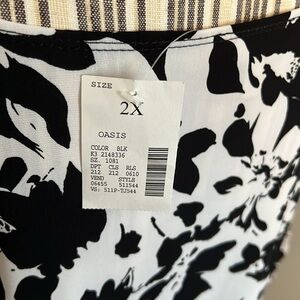 SIZE
2X
OASIS
COLOR BLK
K3 2148336
SZ. 1081
DPT CLS RLS
212 212 0610
VEND STYLE
06455 511544
VS: 511P-TJ544